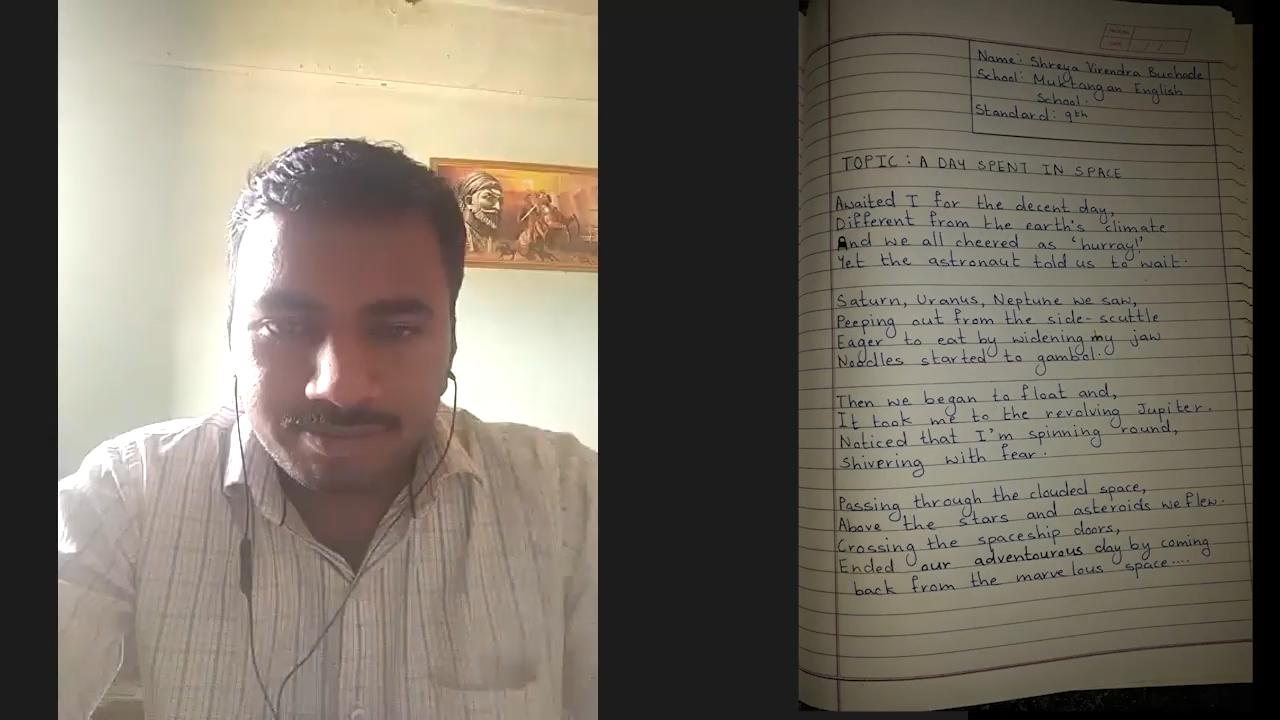 Name: Shreya Virendra Buchade
School: Muktangan English
School.
Standard: 9th
TOPIC: A DAY SPENT IN SPACE
Awaited I for the decent day,
Different from the earth's climate
And we all cheered as 'hurray!'
Yet the astronaut told us to wait.
Saturn, Uranus, Neptune we saw,
Peeping out from the side-scuttle
Eager to eat by widening my jaw
Noodles started to gambol.
Then we began to float and,
It took me to the revolving Jupiter.
Noticed that I'm spinning round,
Shivering with fear.
Passing through the clouded space,
Above the stars and asteroids we flew.
Crossing the spaceship doors,
Ended our adventourous day by coming
back from the marvelous space....